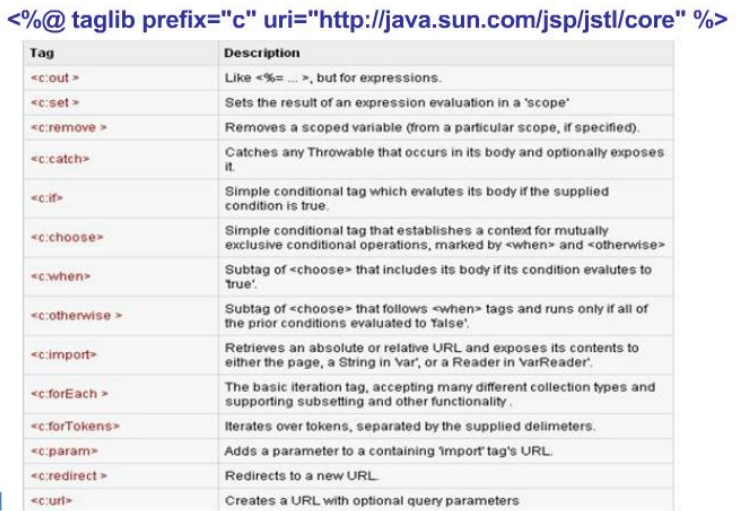 <%@ taglib prefix="c" uri="http://java.sun.com/jsp/jstl/core" %>
Tag Description
<c:out > Like <%= ... >, but for expressions.
<c:set > Sets the result of an expression evaluation in a 'scope'
<c:remove > Removes a scoped variable (from a particular scope, if specified).
<c:catch> Catches any Throwable that occurs in its body and optionally exposes
it.
<c:if> Simple conditional tag which evalutes its body if the supplied
condition is true.
<c:choose> Simple conditional tag that establishes a context for mutually
exclusive conditional operations, marked by <when> and <otherwise>
<c:when> Subtag of <choose> that includes its body if its condition evalutes to
'true'.
<c:otherwise > Subtag of <choose> that follows <when> tags and runs only if all of
the prior conditions evaluated to 'false'.
<c:import> Retrieves an absolute or relative URL and exposes its contents to
either the page, a String in 'var', or a Reader in 'varReader'.
<c:forEach > The basic iteration tag, accepting many different collection types and
supporting subsetting and other functionality .
<c:forTokens> Iterates over tokens, separated by the supplied delimeters.
<c:param> Adds a parameter to a containing 'import' tag's URL.
<c:redirect > Redirects to a new URL.
<c:url> Creates a URL with optional query parameters